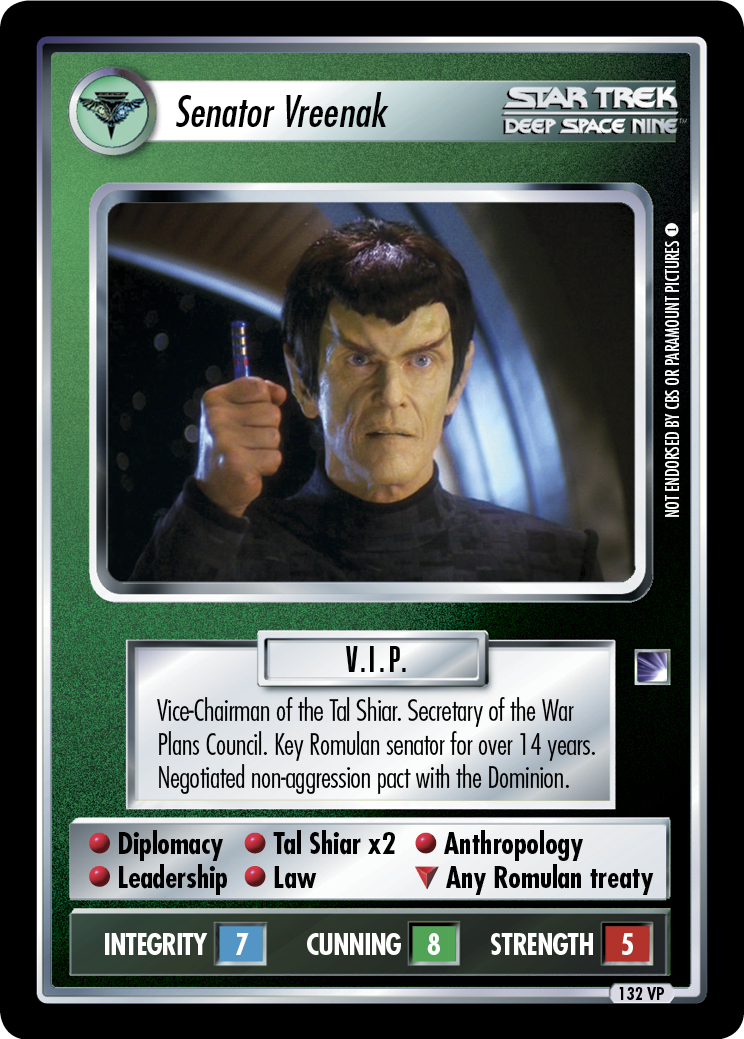 Senator Vreenak
STAR TREK
DEEP SPACE NINE™
NOT ENDORSED BY CBS OR PARAMOUNT PICTURES 1
V.I.P.
Vice-Chairman of the Tal Shiar. Secretary of the War
Plans Council. Key Romulan senator for over 14 years.
Negotiated non-aggression pact with the Dominion.
Diplomacy Tal Shiar x2 Anthropology
Leadership Law Any Romulan treaty
INTEGRITY 7 CUNNING 8 STRENGTH 5
132 VP